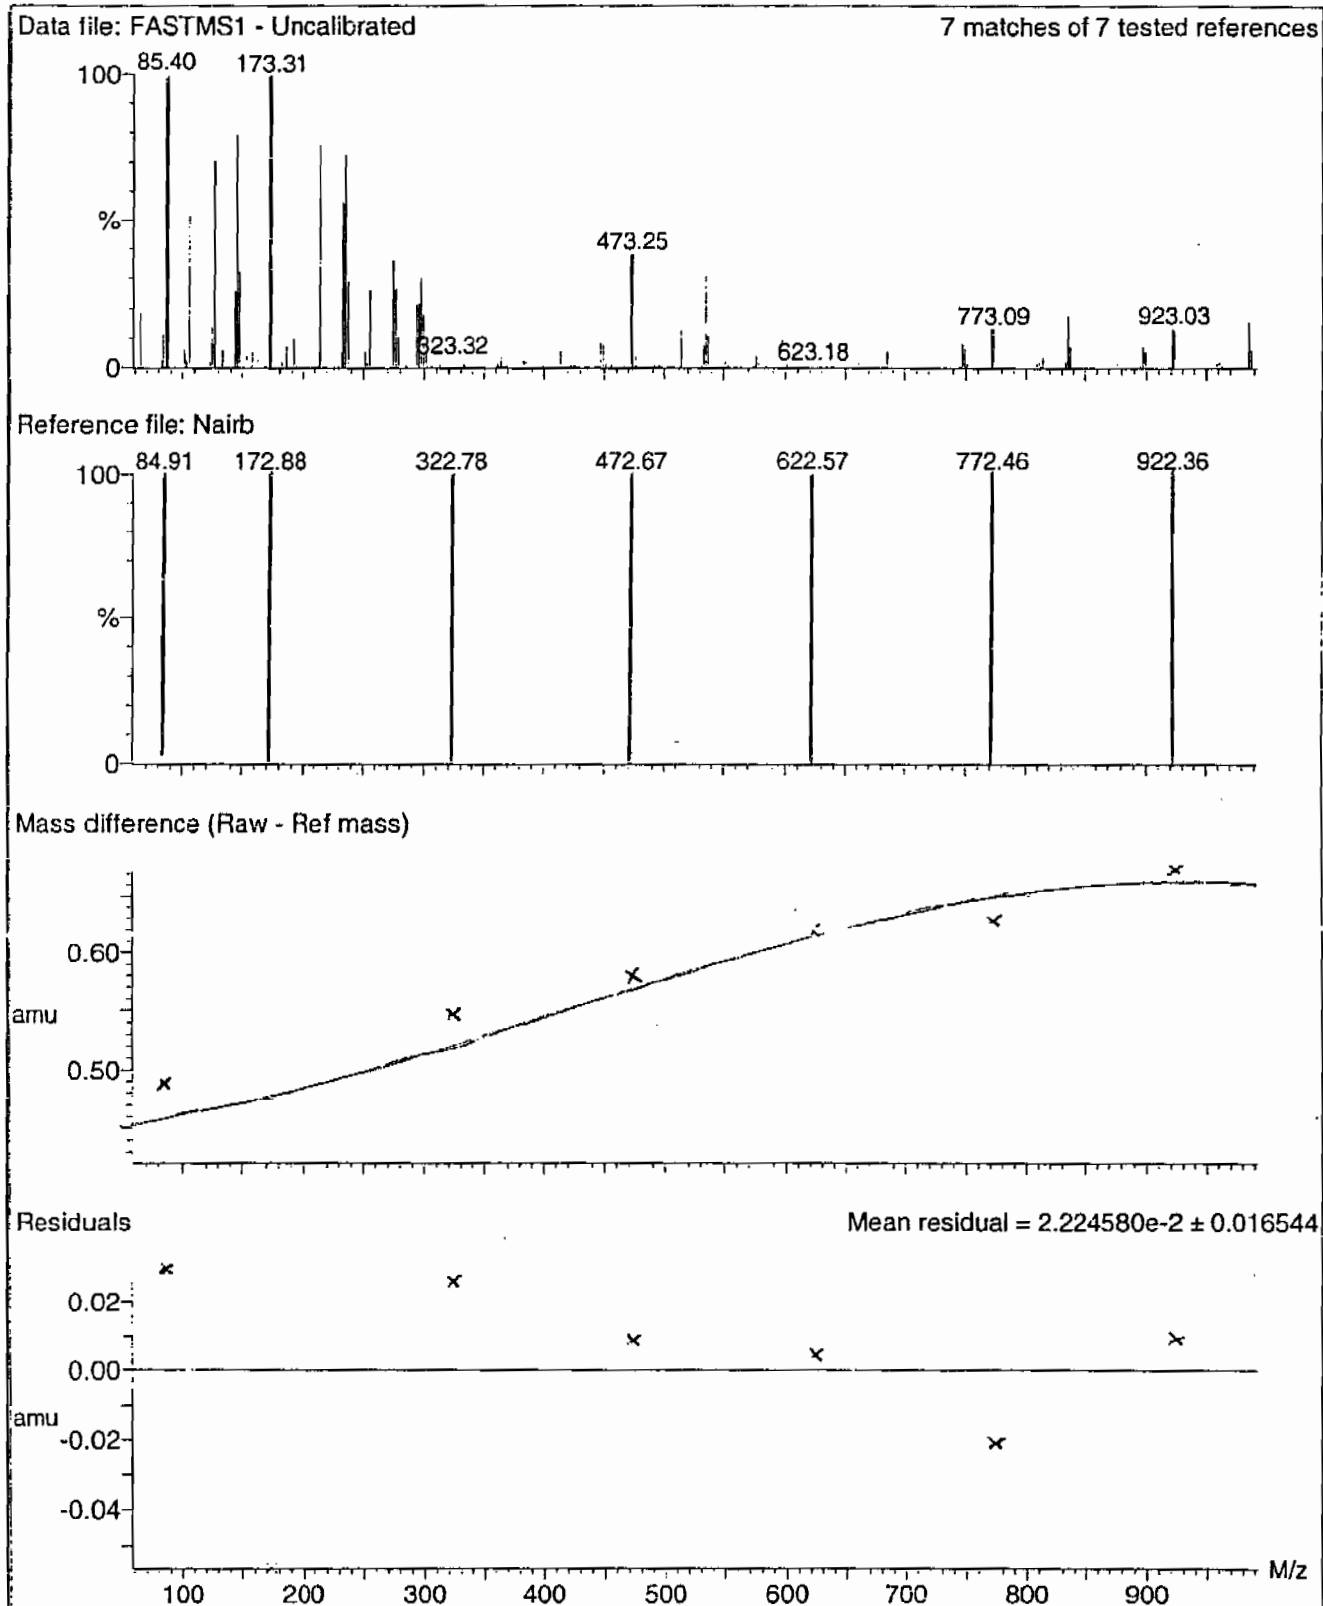 Data file: FASTMS1 - Uncalibrated 7 matches of 7 tested references
85.40 173.31
100
%
473.25
323.32 623.18 773.09 923.03
0
Reference file: Nairb
84.91 172.88 322.78 472.67 622.57 772.46 922.36
100
%
0
Mass difference (Raw - Ref mass)
0.60
amu
0.50
Residuals Mean residual = 2.224580e-2 ± 0.016544
0.02
0.00
amu
-0.02
-0.04
M/z
100 200 300 400 500 600 700 800 900